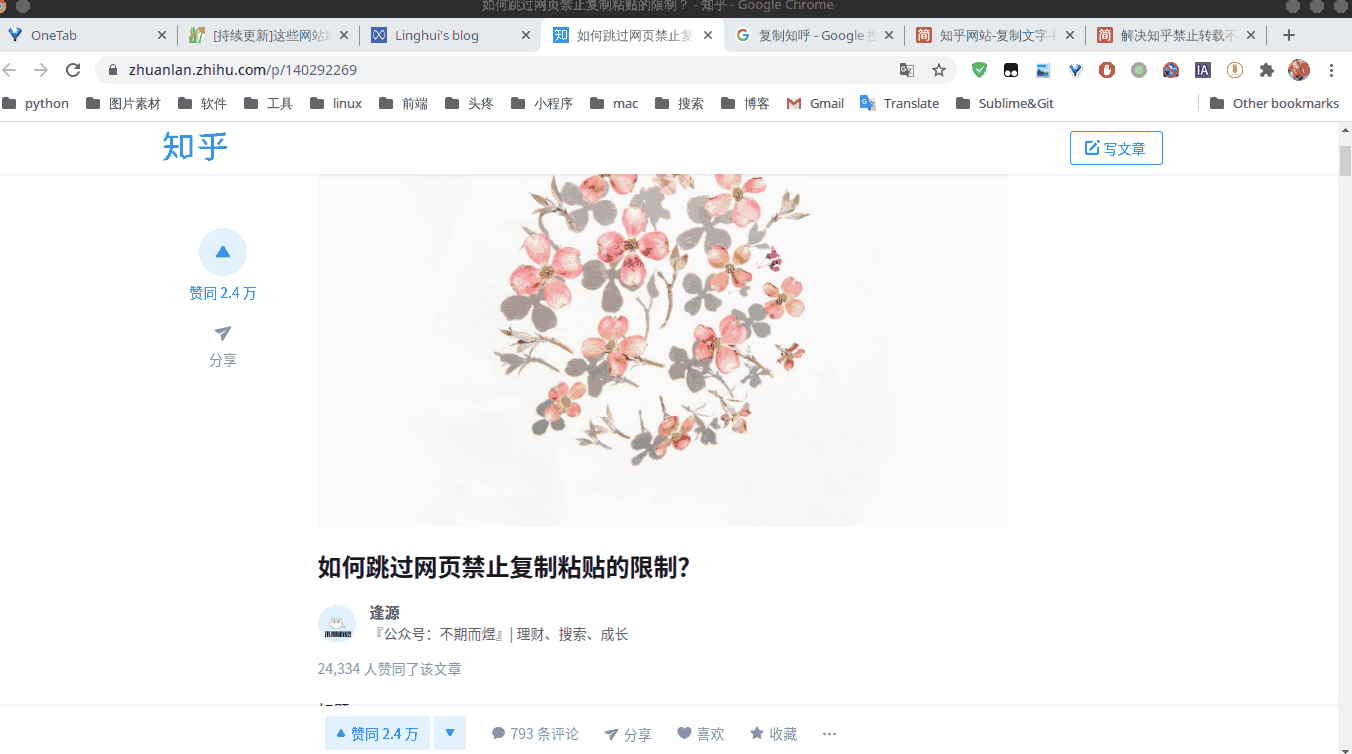 如何跳过网页禁止复制粘贴的限制？ - 知乎 - Google Chrome
OneTab
[持续更新]这些网站
Linghui's blog
如何跳过网页禁止复
复制知呼 - Google
知乎网站-复制文字-
解决知乎禁止转载不
zhuanlan.zhihu.com/p/140292269
python
图片素材
软件
工具
linux
前端
头疼
小程序
mac
搜索
博客
Gmail
Translate
Sublime&Git
Other bookmarks
知乎
写文章
赞同 2.4 万
分享
如何跳过网页禁止复制粘贴的限制？
逢源
『公众号：不期而煜』| 理财、搜索、成长
24,334 人赞同了该文章
赞同 2.4 万
793 条评论
分享
喜欢
收藏